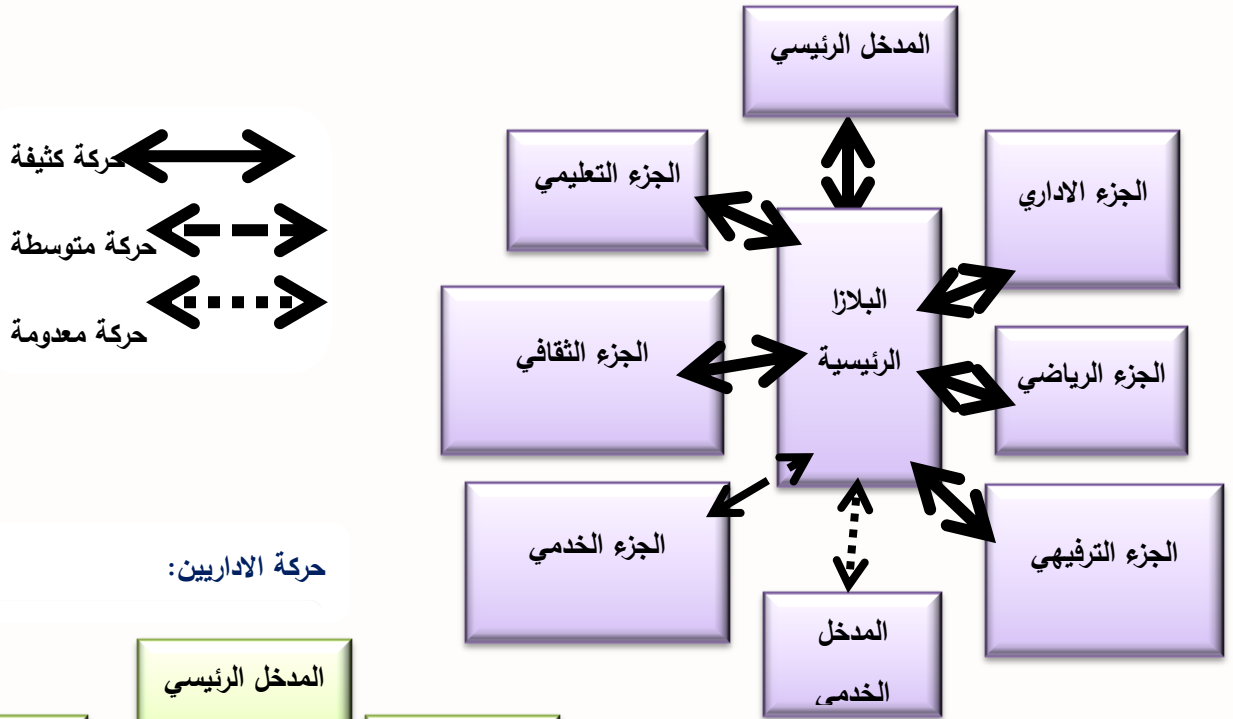 المدخل الرئيسي
الجزء الاداري
الجزء التعليمي
البلازا
الرئيسية
الجزء الرياضي
الجزء الثقافي
الجزء الترفيهي
الجزء الخدمي
المدخل
الخدمي
حركة كثيفة
حركة متوسطة
حركة معدومة
حركة الاداريين:
المدخل الرئيسي